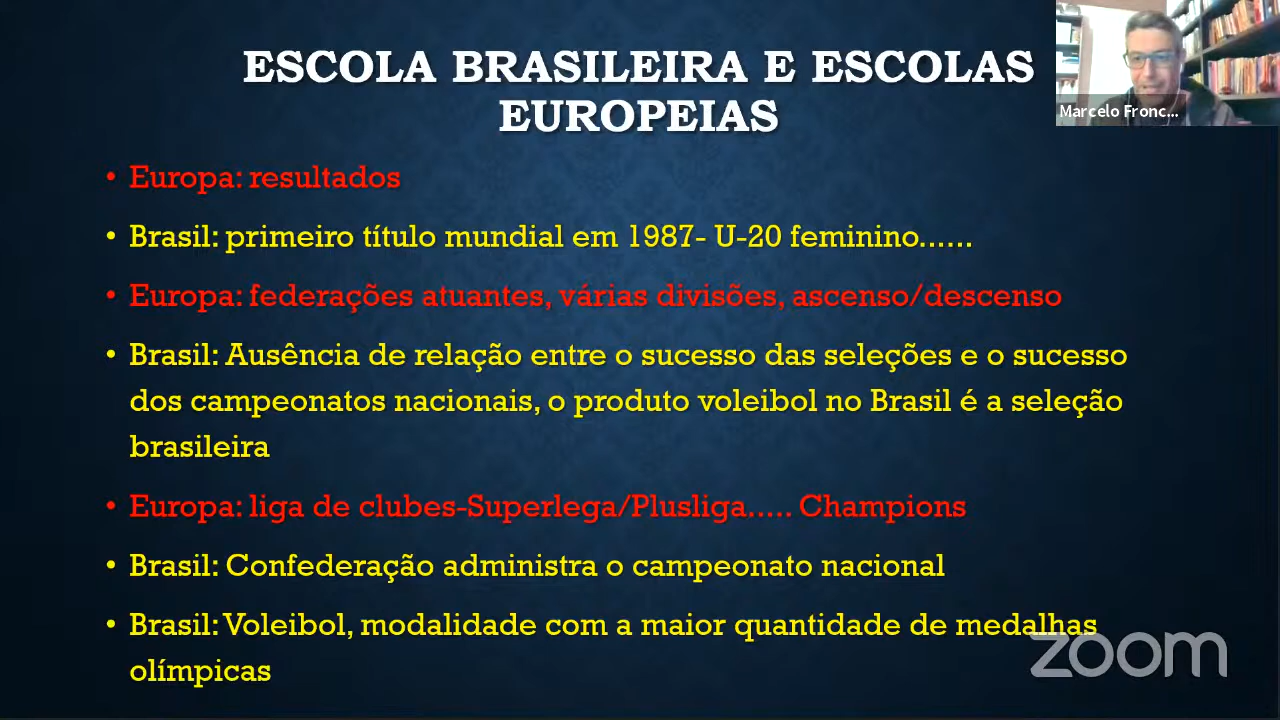 ESCOLA BRASILEIRA E ESCOLAS
EUROPEIAS
Marcelo Fronc...
• Europa: resultados
• Brasil: primeiro título mundial em 1987- U-20 feminino......
• Europa: federações atuantes, várias divisões, ascenso/descenso
• Brasil: Ausência de relação entre o sucesso das seleções e o sucesso
dos campeonatos nacionais, o produto voleibol no Brasil é a seleção
brasileira
• Europa: liga de clubes-Superlega/Plusliga..... Champions
• Brasil: Confederação administra o campeonato nacional
• Brasil: Voleibol, modalidade com a maior quantidade de medalhas
olímpicas
zoom